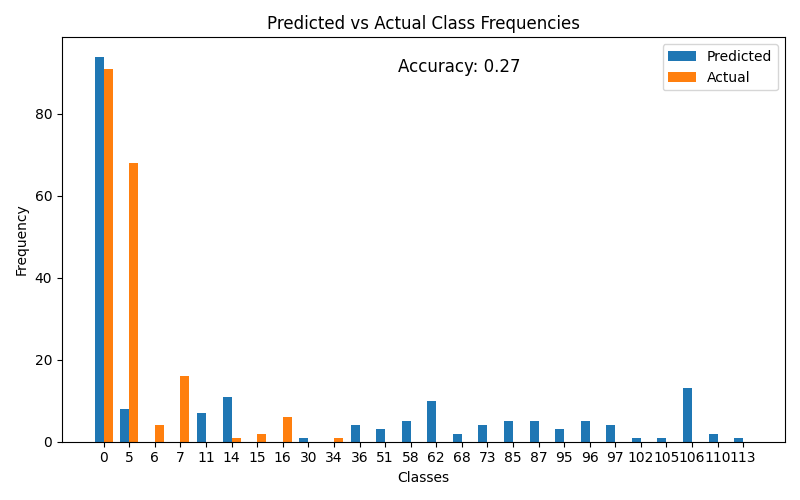 Predicted vs Actual Class Frequencies
Accuracy: 0.27
Predicted
Actual
Frequency
80
60
40
20
0
0 5 6 7 11 14 15 16 30 34 36 51 58 62 68 73 85 87 95 96 97 102 105 106 110 113
Classes